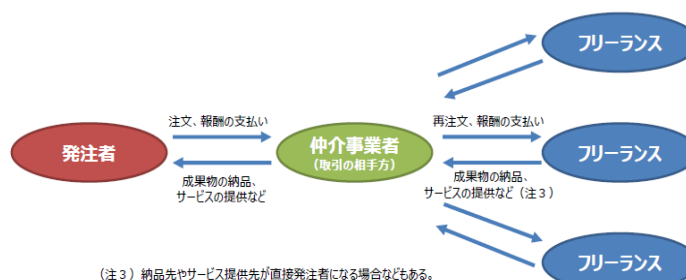 フリーランス
注文、報酬の支払い
再注文、報酬の支払い
発注者
仲介事業者
(取引の相手方)
フリーランス
成果物の納品、
サービスの提供など
成果物の納品、
サービスの提供など(注3)
フリーランス
(注3)納品先やサービス提供先が直接発注者になる場合などもある。